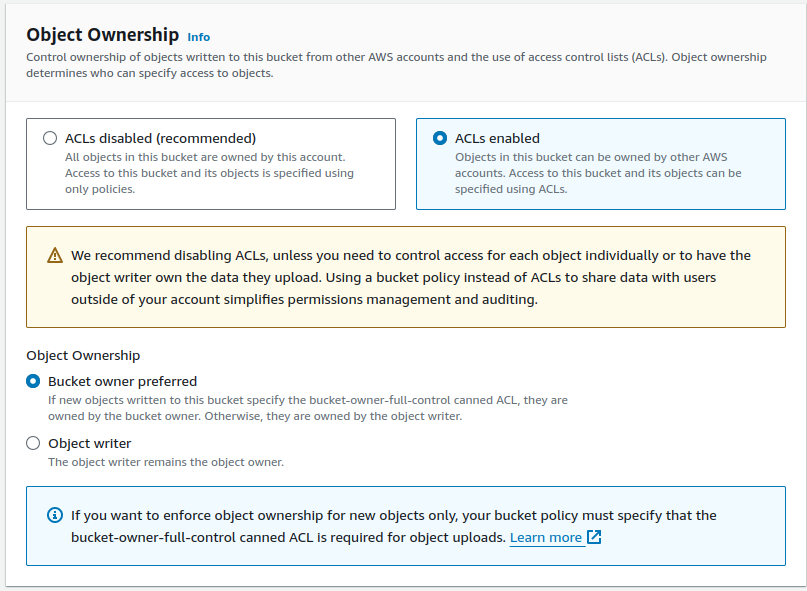 Object Ownership Info
Control ownership of objects written to this bucket from other AWS accounts and the use of access control lists (ACLs). Object ownership
determines who can specify access to objects.
ACLs disabled (recommended)
All objects in this bucket are owned by this account.
Access to this bucket and its objects is specified using
only policies.
ACLs enabled
Objects in this bucket can be owned by other AWS
accounts. Access to this bucket and its objects can be
specified using ACLs.
We recommend disabling ACLs, unless you need to control access for each object individually or to have the
object writer own the data they upload. Using a bucket policy instead of ACLs to share data with users
outside of your account simplifies permissions management and auditing.
Object Ownership
Bucket owner preferred
If new objects written to this bucket specify the bucket-owner-full-control canned ACL, they are
owned by the bucket owner. Otherwise, they are owned by the object writer.
Object writer
The object writer remains the object owner.
If you want to enforce object ownership for new objects only, your bucket policy must specify that the
bucket-owner-full-control canned ACL is required for object uploads. Learn more